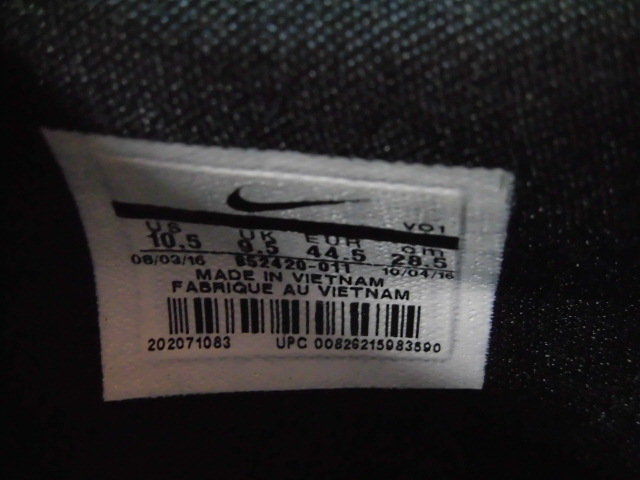 VO1
US UK EUR cm
10.5 9.5 44.5 28.5
08/03/16 852420-011 10/04/16
MADE IN VIETNAM
FABRIQUE AU VIETNAM
202071083 UPC 00826215983590